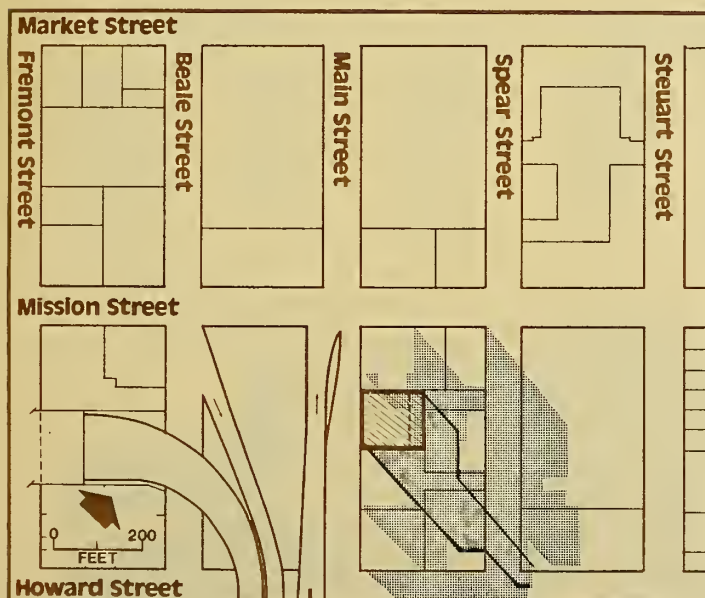 Market Street
Fremont Street
Beale Street
Main Street
Spear Street
Steuart Street
Mission Street
0 200
FEET
Howard Street